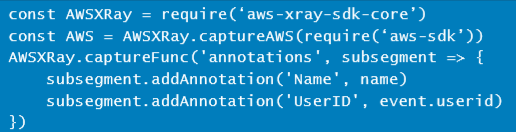 const AWSXRay = require(‘aws-xray-sdk-core’)
const AWS = AWSXRay.captureAWS(require(‘aws-sdk’))
AWSXRay.captureFunc('annotations', subsegment => {
    subsegment.addAnnotation('Name', name)
    subsegment.addAnnotation('UserID', event.userid)
})